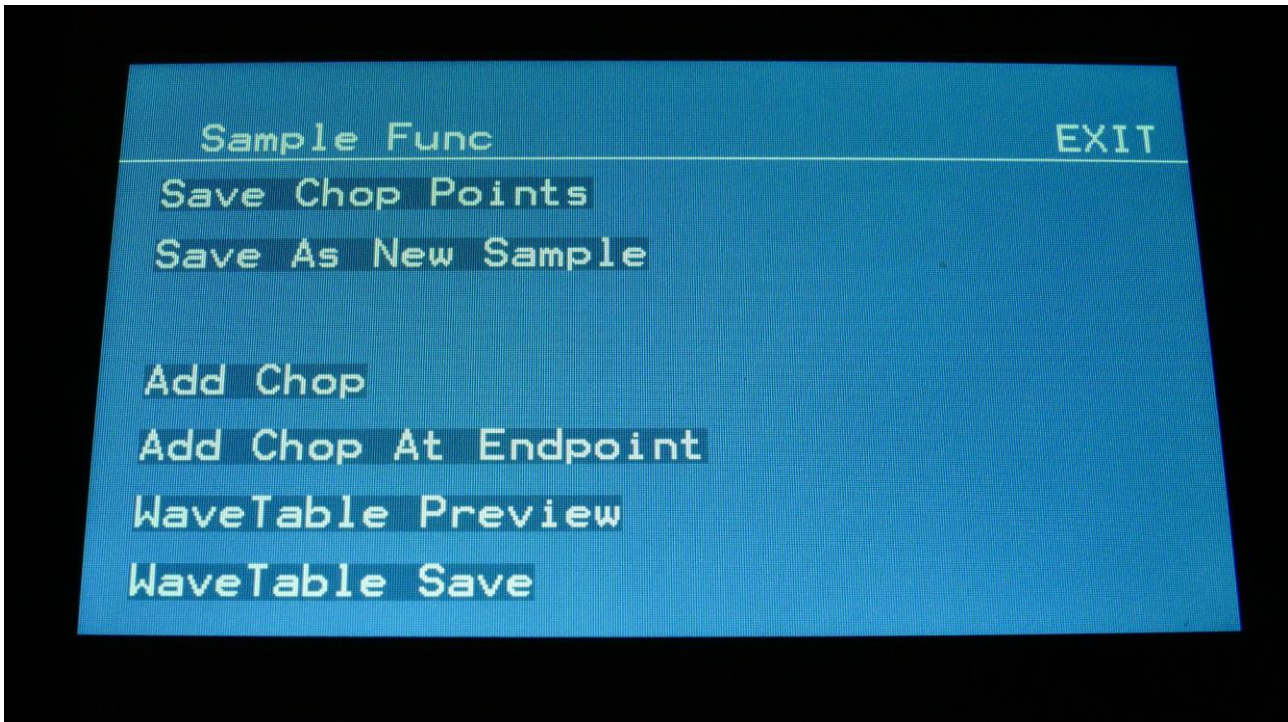 Sample Func EXIT
Save Chop Points
Save As New Sample
Add Chop
Add Chop At Endpoint
WaveTable Preview
WaveTable Save